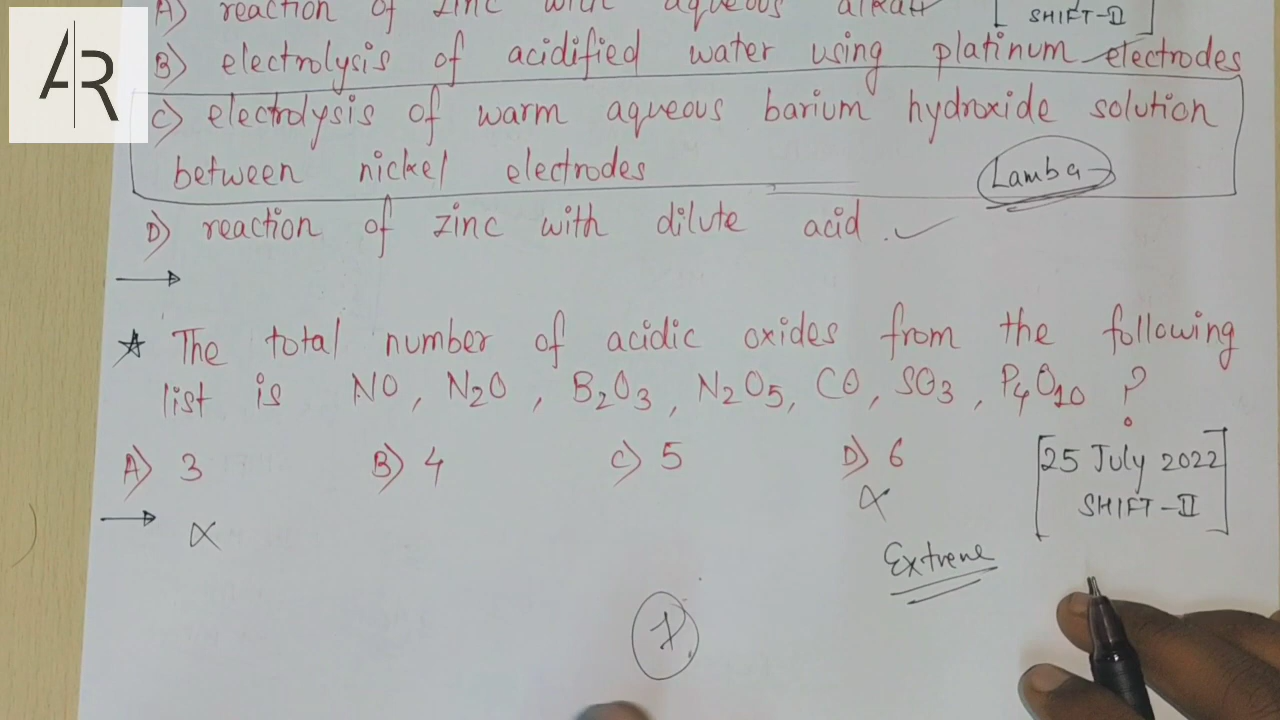 A) reaction of zinc with aqueous alkali
SHIFT-II
AR
B) electrolysis of acidified water using platinum electrodes
C) electrolysis of warm aqueous barium hydroxide solution
between nickel electrodes
Lamba
D) reaction of zinc with dilute acid.
* The total number of acidic oxides from the following
list is NO, N2O, B2O3, N2O5, CO, SO3, P4O10 ?
A) 3 B) 4 C) 5 D) 6
[25 July 2022
SHIFT-II]
Extreme
7